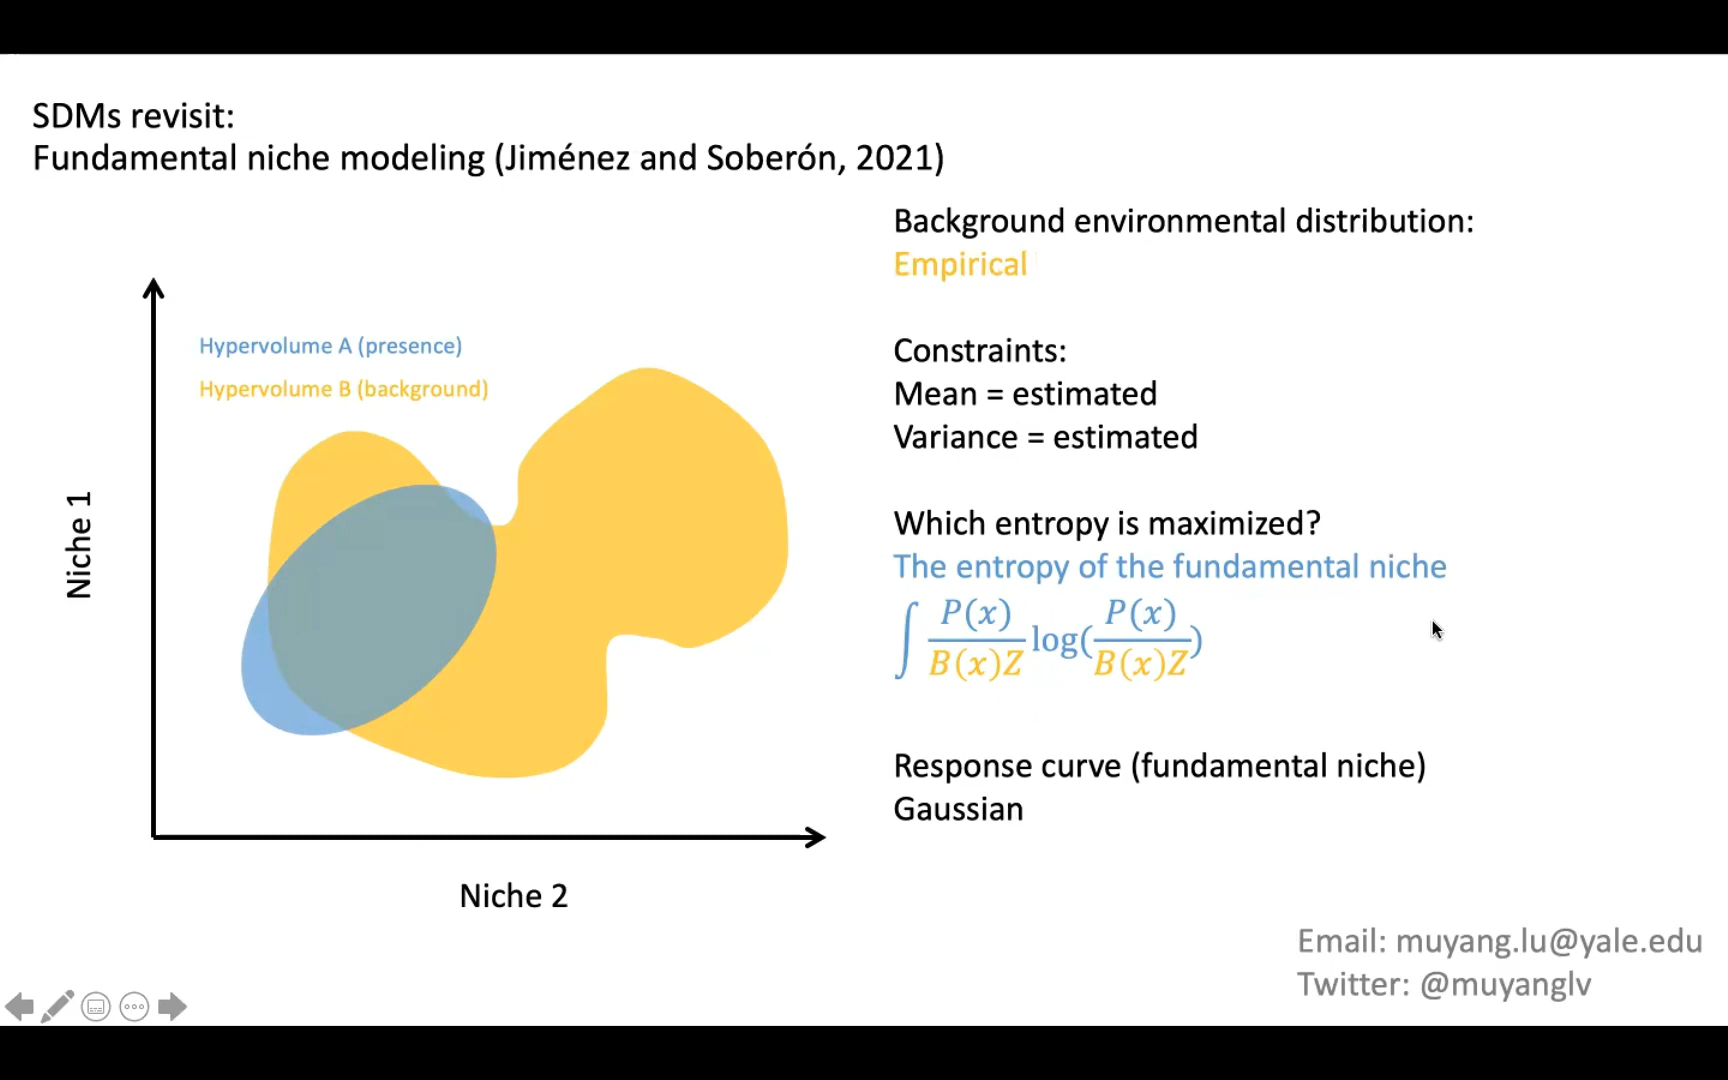 SDMs revisit:
Fundamental niche modeling (Jiménez and Soberón, 2021)
Hypervolume A (presence)
Hypervolume B (background)
Niche 1
Niche 2
Background environmental distribution:
Empirical
Constraints:
Mean = estimated
Variance = estimated
Which entropy is maximized?
The entropy of the fundamental niche
∫ P(x)/B(x)Z log(P(x)/B(x)Z)
Response curve (fundamental niche)
Gaussian
Email: muyang.lu@yale.edu
Twitter: @muyanglv